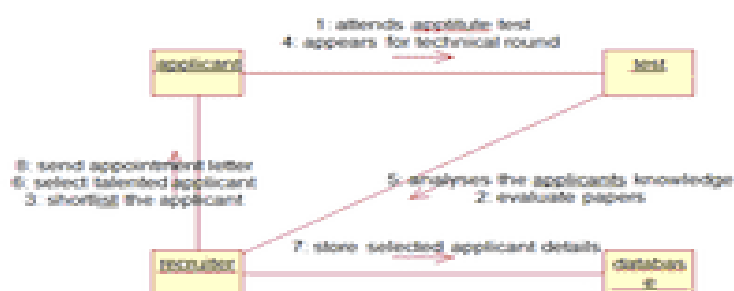 1: attends apptitute test
4: appears for technical round
applicant
test
8: send appointment letter
6: select talented applicant
3: shortlist the applicant
5: analyses the applicants knowledge
2: evaluate papers
7: store selected applicant details
recruiter
databas
e